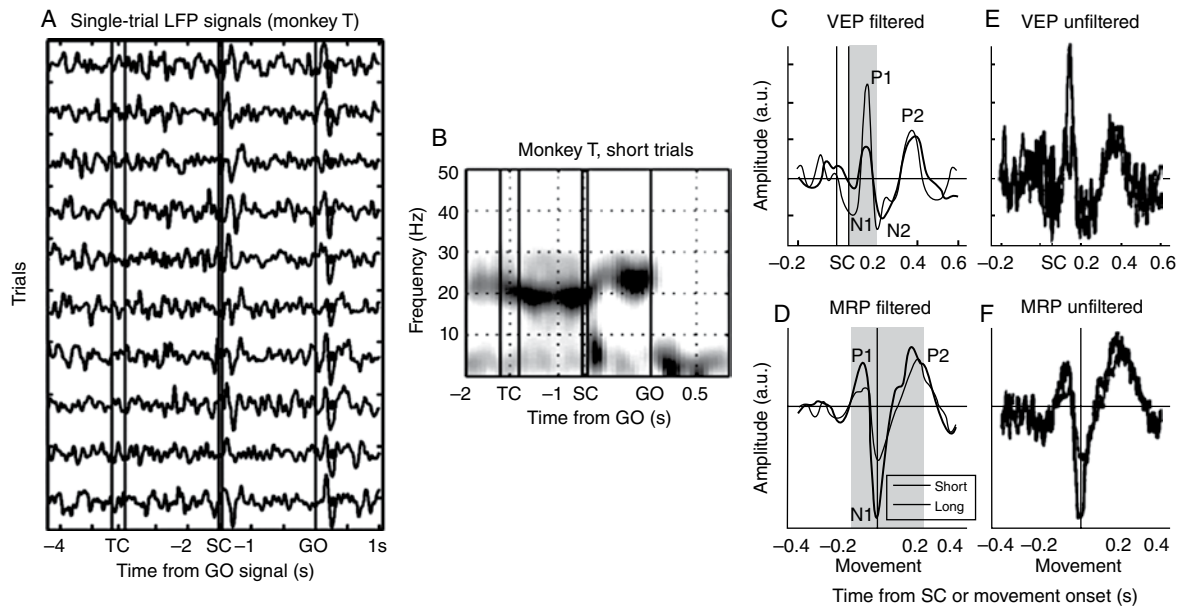 A Single-trial LFP signals (monkey T)
Trials
−4 TC −2 SC −1 GO 1s
Time from GO signal (s)
B
Monkey T, short trials
Frequency (Hz)
50
40
30
20
10
−2 TC −1 SC GO 0.5
Time from GO (s)
C VEP filtered
Amplitude (a.u.)
P1
P2
N1
N2
−0.2 SC 0.2 0.4 0.6
E VEP unfiltered
−0.2 SC 0.2 0.4 0.6
D MRP filtered
Amplitude (a.u.)
P1
P2
N1
Short
Long
−0.4 0.2 0.4
Movement
F MRP unfiltered
−0.4 0.2 0.4
Movement
Time from SC or movement onset (s)